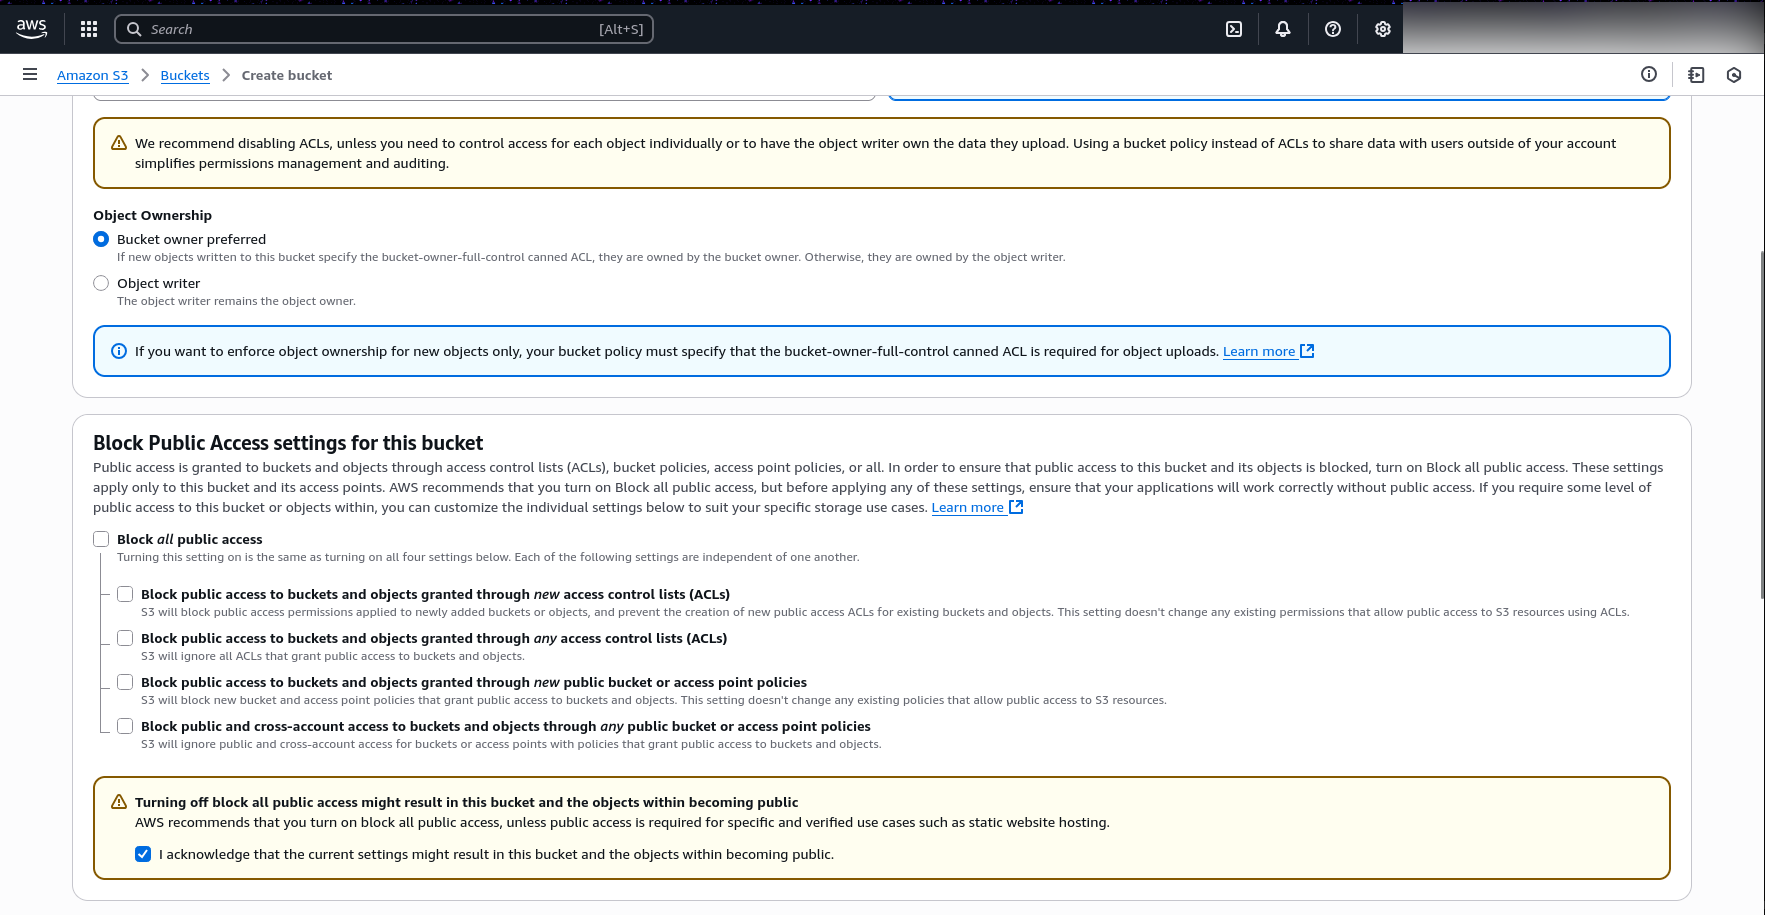 aws
Search [Alt+S]
Amazon S3 > Buckets > Create bucket
We recommend disabling ACLs, unless you need to control access for each object individually or to have the object writer own the data they upload. Using a bucket policy instead of ACLs to share data with users outside of your account
simplifies permissions management and auditing.
Object Ownership
Bucket owner preferred
If new objects written to this bucket specify the bucket-owner-full-control canned ACL, they are owned by the bucket owner. Otherwise, they are owned by the object writer.
Object writer
The object writer remains the object owner.
If you want to enforce object ownership for new objects only, your bucket policy must specify that the bucket-owner-full-control canned ACL is required for object uploads. Learn more
Block Public Access settings for this bucket
Public access is granted to buckets and objects through access control lists (ACLs), bucket policies, access point policies, or all. In order to ensure that public access to this bucket and its objects is blocked, turn on Block all public access. These settings
apply only to this bucket and its access points. AWS recommends that you turn on Block all public access, but before applying any of these settings, ensure that your applications will work correctly without public access. If you require some level of
public access to this bucket or objects within, you can customize the individual settings below to suit your specific storage use cases. Learn more
Block all public access
Turning this setting on is the same as turning on all four settings below. Each of the following settings are independent of one another.
Block public access to buckets and objects granted through new access control lists (ACLs)
S3 will block public access permissions applied to newly added buckets or objects, and prevent the creation of new public access ACLs for existing buckets and objects. This setting doesn't change any existing permissions that allow public access to S3 resources using ACLs.
Block public access to buckets and objects granted through any access control lists (ACLs)
S3 will ignore all ACLs that grant public access to buckets and objects.
Block public access to buckets and objects granted through new public bucket or access point policies
S3 will block new bucket and access point policies that grant public access to buckets and objects. This setting doesn't change any existing policies that allow public access to S3 resources.
Block public and cross-account access to buckets and objects through any public bucket or access point policies
S3 will ignore public and cross-account access for buckets or access points with policies that grant public access to buckets and objects.
Turning off block all public access might result in this bucket and the objects within becoming public
AWS recommends that you turn on block all public access, unless public access is required for specific and verified use cases such as static website hosting.
I acknowledge that the current settings might result in this bucket and the objects within becoming public.